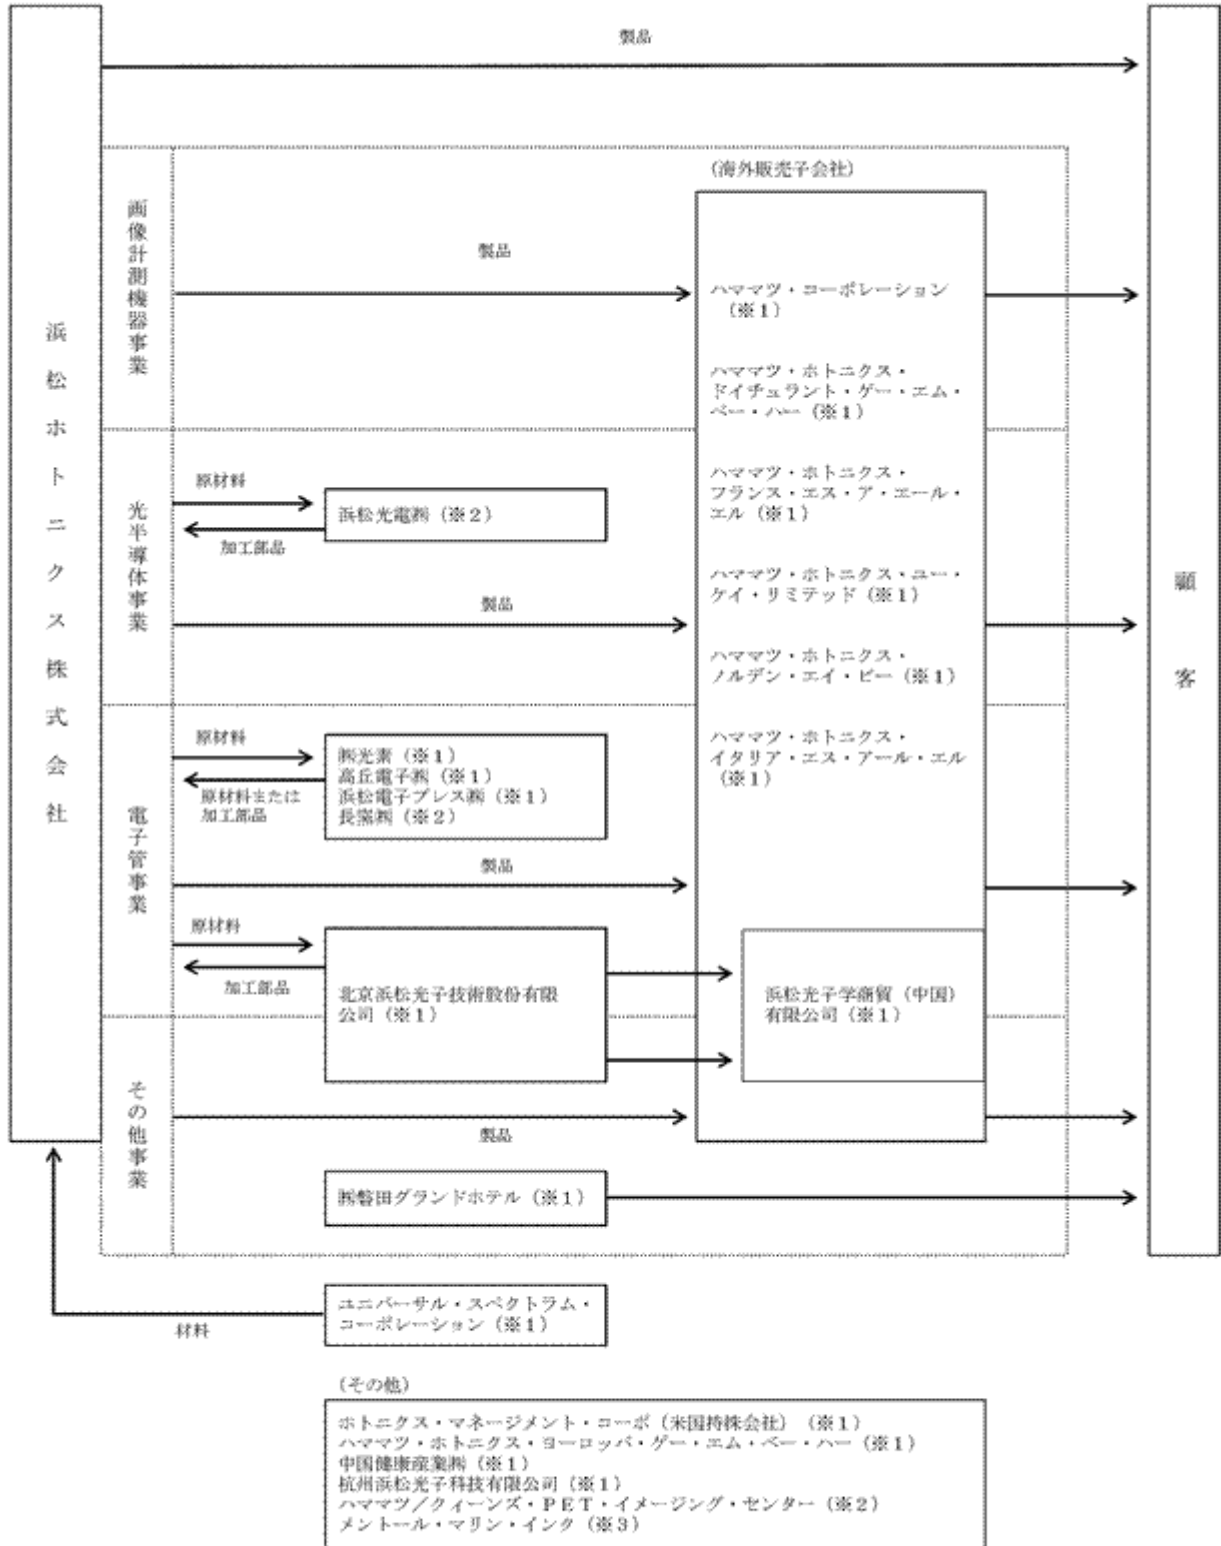 製品
浜松ホトニクス株式会社
顧客
(海外販売子会社)
画像計測機器事業
製品
ハママツ・コーポレーション
(※1)
ハママツ・ホトニクス・
ドイチュラント・ゲー・エム・
ベー・ハー(※1)
ハママツ・ホトニクス・
フランス・エス・ア・エール・
エル(※1)
ハママツ・ホトニクス・ユー・
ケイ・リミテッド(※1)
ハママツ・ホトニクス・
ノルデン・エイ・ビー(※1)
ハママツ・ホトニクス・
イタリア・エス・アール・エル
(※1)
光半導体事業
原材料
浜松光電㈱(※2)
加工部品
製品
電子管事業
原材料
㈱光素(※1)
高丘電子㈱(※1)
浜松電子プレス㈱(※1)
長窯㈱(※2)
原材料または
加工部品
製品
原材料
加工部品
北京浜松光子技術股份有限
公司(※1)
浜松光子学商貿(中国)
有限公司(※1)
その他事業
製品
㈱磐田グランドホテル(※1)
ユニバーサル・スペクトラム・
コーポレーション(※1)
材料
(その他)
ホトニクス・マネージメント・コーポ(米国持株会社)(※1)
ハママツ・ホトニクス・ヨーロッパ・ゲー・エム・ベー・ハー(※1)
中国健康産業㈱(※1)
杭州浜松光子科技有限公司(※1)
ハママツ/クィーンズ・PET・イメージング・センター(※2)
メントール・マリン・インク(※3)